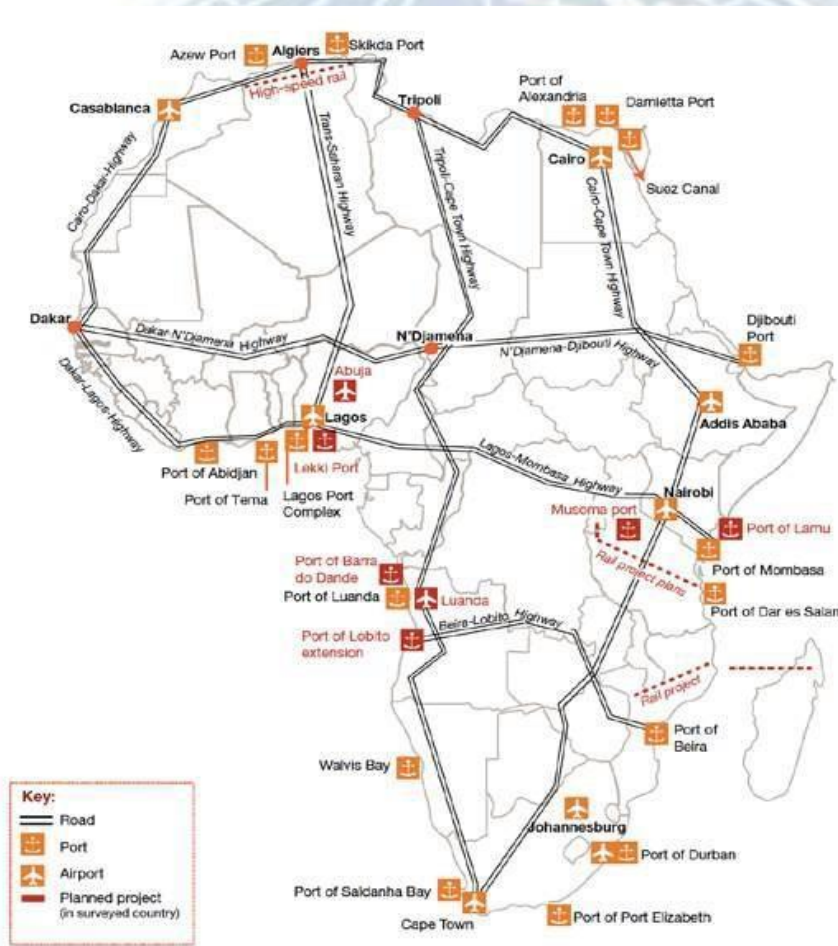 Azew Port
Algiers
Skikda Port
High-speed rail
Casablanca
Tripoli
Port of
Alexandria
Damietta Port
Cairo
Suez Canal
Cairo-Dakar-Highway
Trans-Saharan Highway
Tripoli-Cape Town Highway
Cairo-Cape Town Highway
Dakar
Dakar-N'Djamena Highway
N'Djamena
N'Djamena-Djibouti Highway
Djibouti
Port
Dakar-Lagos-Highway
Abuja
Lagos
Addis Ababa
Port of Abidjan
Lekki Port
Port of Tema
Lagos Port
Complex
Lagos-Mombasa Highway
Nairobi
Musoma port
Port of Lamu
Port of Mombasa
Rail project plans
Port of Dar es Salam
Port of Barra
do Dande
Port of Luanda
Luanda
Port of Lobito
extension
Beira-Lobito Highway
Rail project
Port of
Beira
Walvis Bay
Johannesburg
Port of Durban
Port of Saldanha Bay
Cape Town
Port of Port Elizabeth
Key:
Road
Port
Airport
Planned project
(in surveyed country)